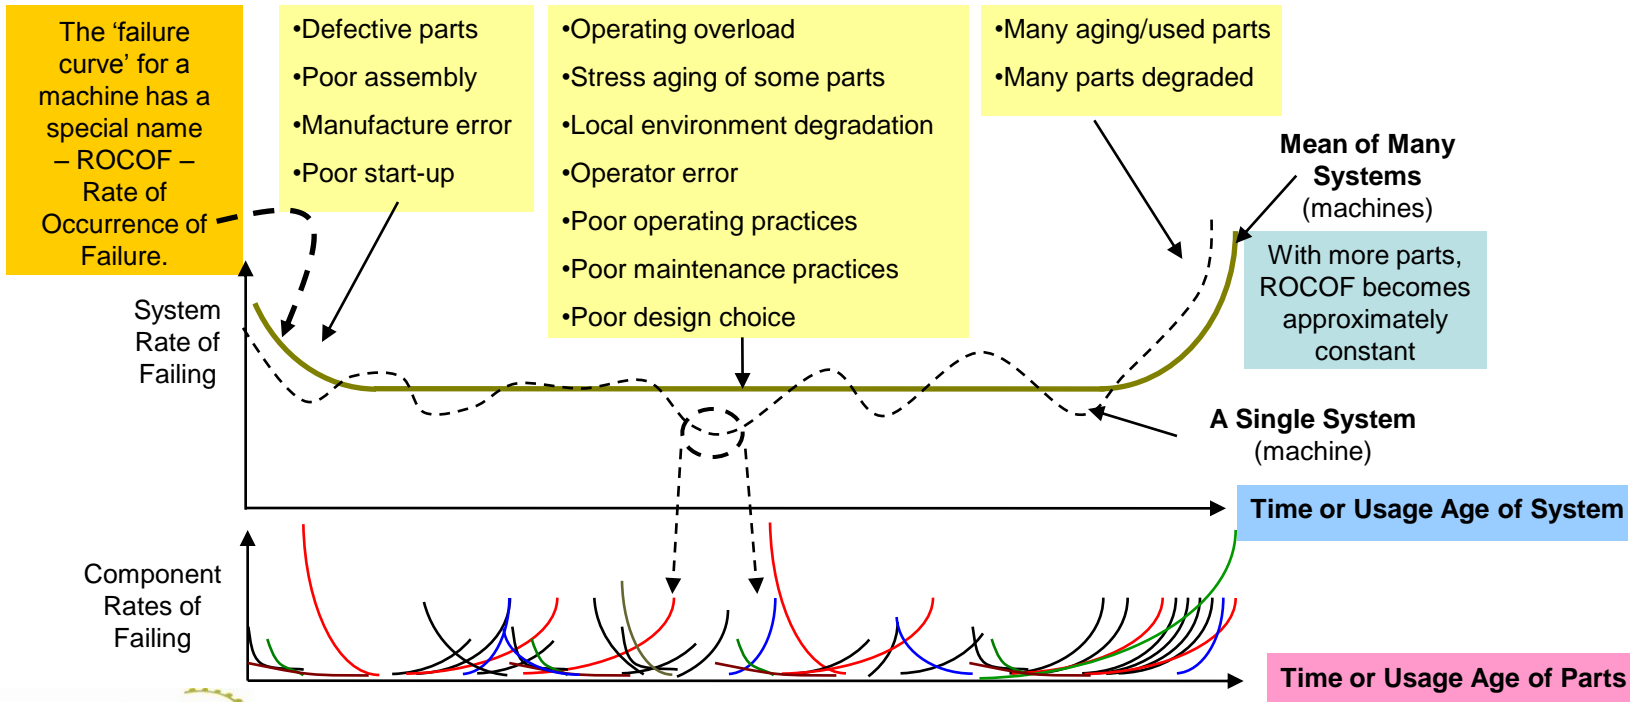 The ‘failure
curve’ for a
machine has a
special name
– ROCOF –
Rate of
Occurrence of
Failure.
•Defective parts
•Poor assembly
•Manufacture error
•Poor start-up
•Operating overload
•Stress aging of some parts
•Local environment degradation
•Operator error
•Poor operating practices
•Poor maintenance practices
•Poor design choice
•Many aging/used parts
•Many parts degraded
Mean of Many
Systems
(machines)
With more parts,
ROCOF becomes
approximately
constant
System
Rate of
Failing
A Single System
(machine)
Time or Usage Age of System
Component
Rates of
Failing
Time or Usage Age of Parts